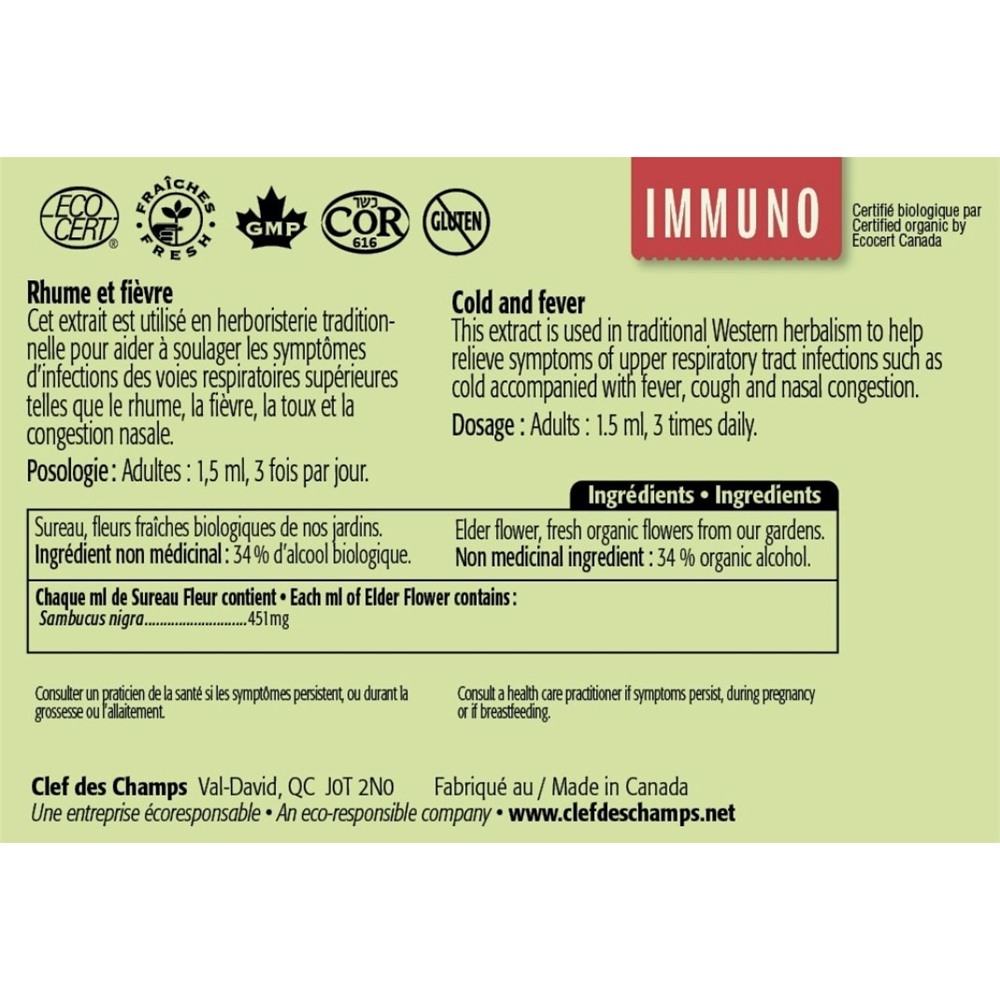 ECO
CERT
®
FRAÎCHES
FRESH
GMP
כשר
COR
616
GLUTEN
IMMUNO
Certifié biologique par
Certified organic by
Ecocert Canada
Rhume et fièvre
Cet extrait est utilisé en herboristerie tradition-
nelle pour aider à soulager les symptômes
d'infections des voies respiratoires supérieures
telles que le rhume, la fièvre, la toux et la
congestion nasale.
Posologie : Adultes : 1,5 ml, 3 fois par jour.
Cold and fever
This extract is used in traditional Western herbalism to help
relieve symptoms of upper respiratory tract infections such as
cold accompanied with fever, cough and nasal congestion.
Dosage : Adults : 1.5 ml, 3 times daily.
Ingrédients • Ingredients
Sureau, fleurs fraîches biologiques de nos jardins.
Ingrédient non médicinal : 34 % d'alcool biologique.
Elder flower, fresh organic flowers from our gardens.
Non medicinal ingredient : 34 % organic alcohol.
Chaque ml de Sureau Fleur contient • Each ml of Elder Flower contains :
Sambucus nigra...........................451mg
Consulter un praticien de la santé si les symptômes persistent, ou durant la
grossesse ou l'allaitement.
Consult a health care practitioner if symptoms persist, during pregnancy
or if breastfeeding.
Clef des Champs Val-David, QC J0T 2N0 Fabriqué au / Made in Canada
Une entreprise écoresponsable • An eco-responsible company • www.clefdeschamps.net